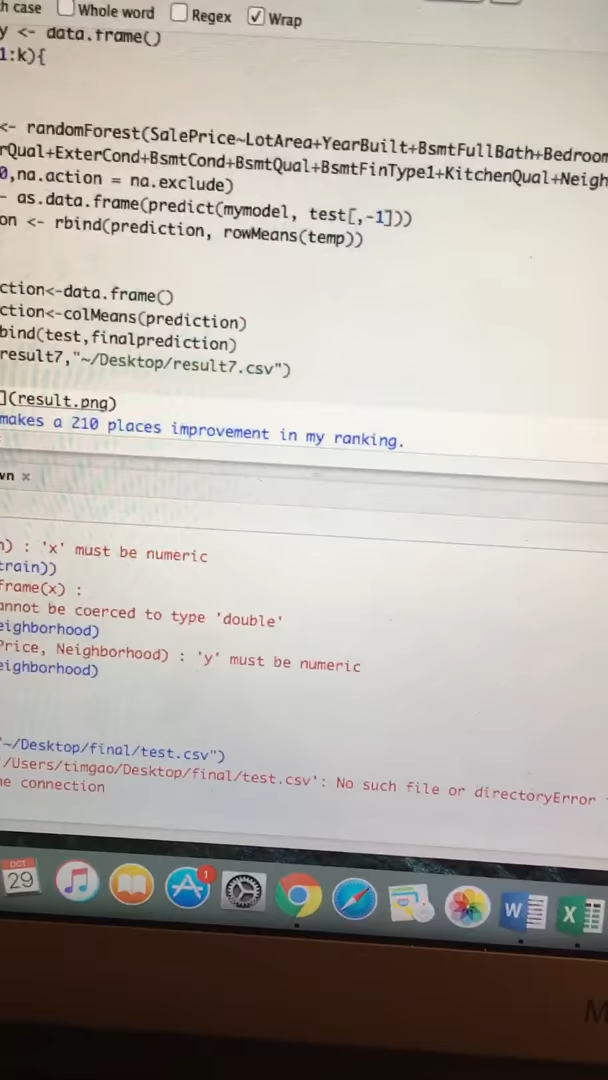 h case Whole word Regex Wrap
y <- data.frame()
1:k){
<- randomForest(SalePrice~LotArea+YearBuilt+BsmtFullBath+Bedroom
rQual+ExterCond+BsmtCond+BsmtQual+BsmtFinType1+KitchenQual+Neigh
0,na.action = na.exclude)
- as.data.frame(predict(mymodel, test[,-1]))
on <- rbind(prediction, rowMeans(temp))
ction<-data.frame()
ction<-colMeans(prediction)
bind(test,finalprediction)
result7,"~/Desktop/result7.csv")
](result.png)
makes a 210 places improvement in my ranking.
wn ×
) : 'x' must be numeric
train))
frame(x) :
annot be coerced to type 'double'
eighborhood)
Price, Neighborhood) : 'y' must be numeric
eighborhood)
"~/Desktop/final/test.csv")
'/Users/timgao/Desktop/final/test.csv': No such file or directoryError
he connection
OCT
29
1
W
X
M